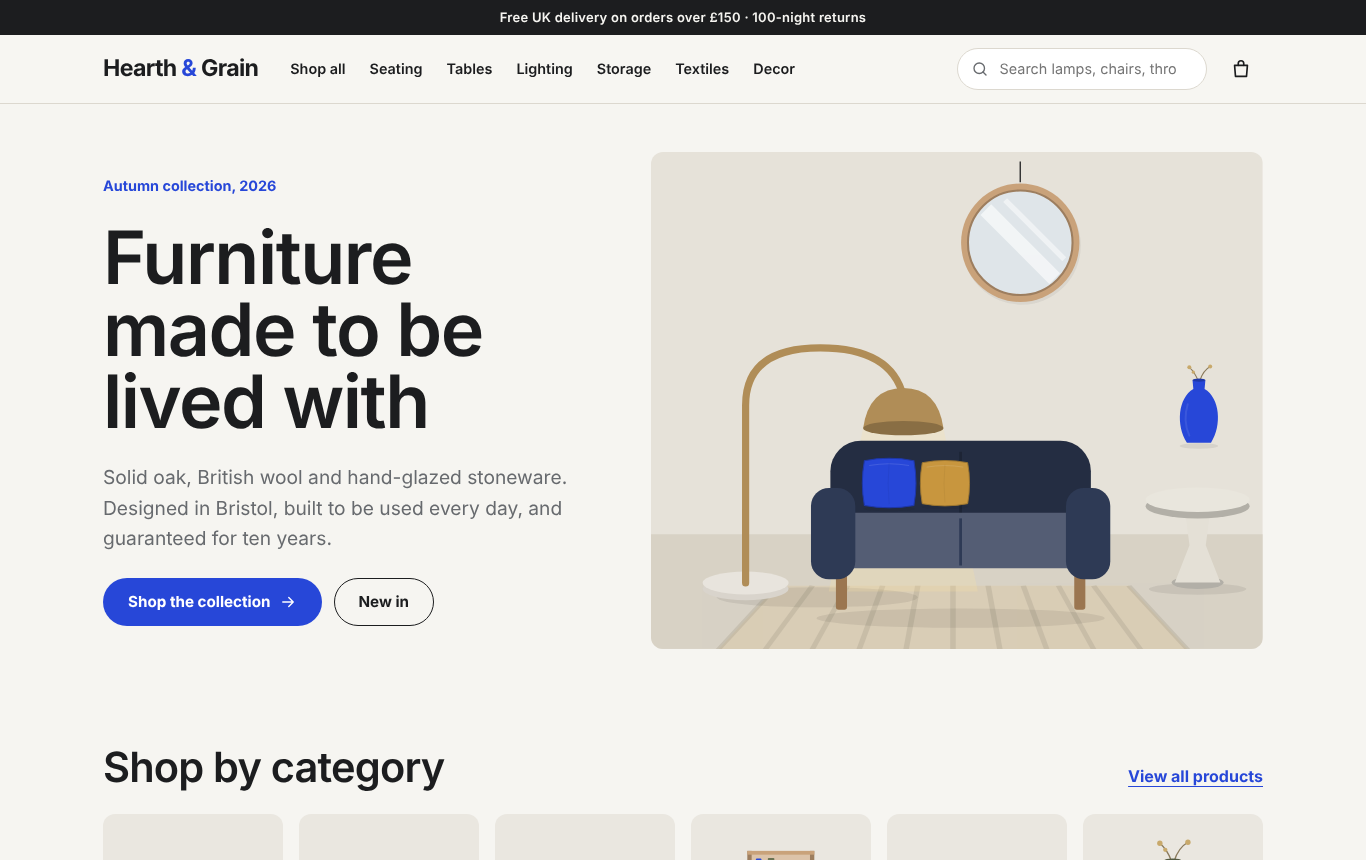 Free UK delivery on orders over £150 · 100-night returns
Hearth & Grain
Shop all
Seating
Tables
Lighting
Storage
Textiles
Decor
Search lamps, chairs, thro
Autumn collection, 2026
Furniture
made to be
lived with
Solid oak, British wool and hand-glazed stoneware.
Designed in Bristol, built to be used every day, and
guaranteed for ten years.
Shop the collection
New in
Shop by category
View all products